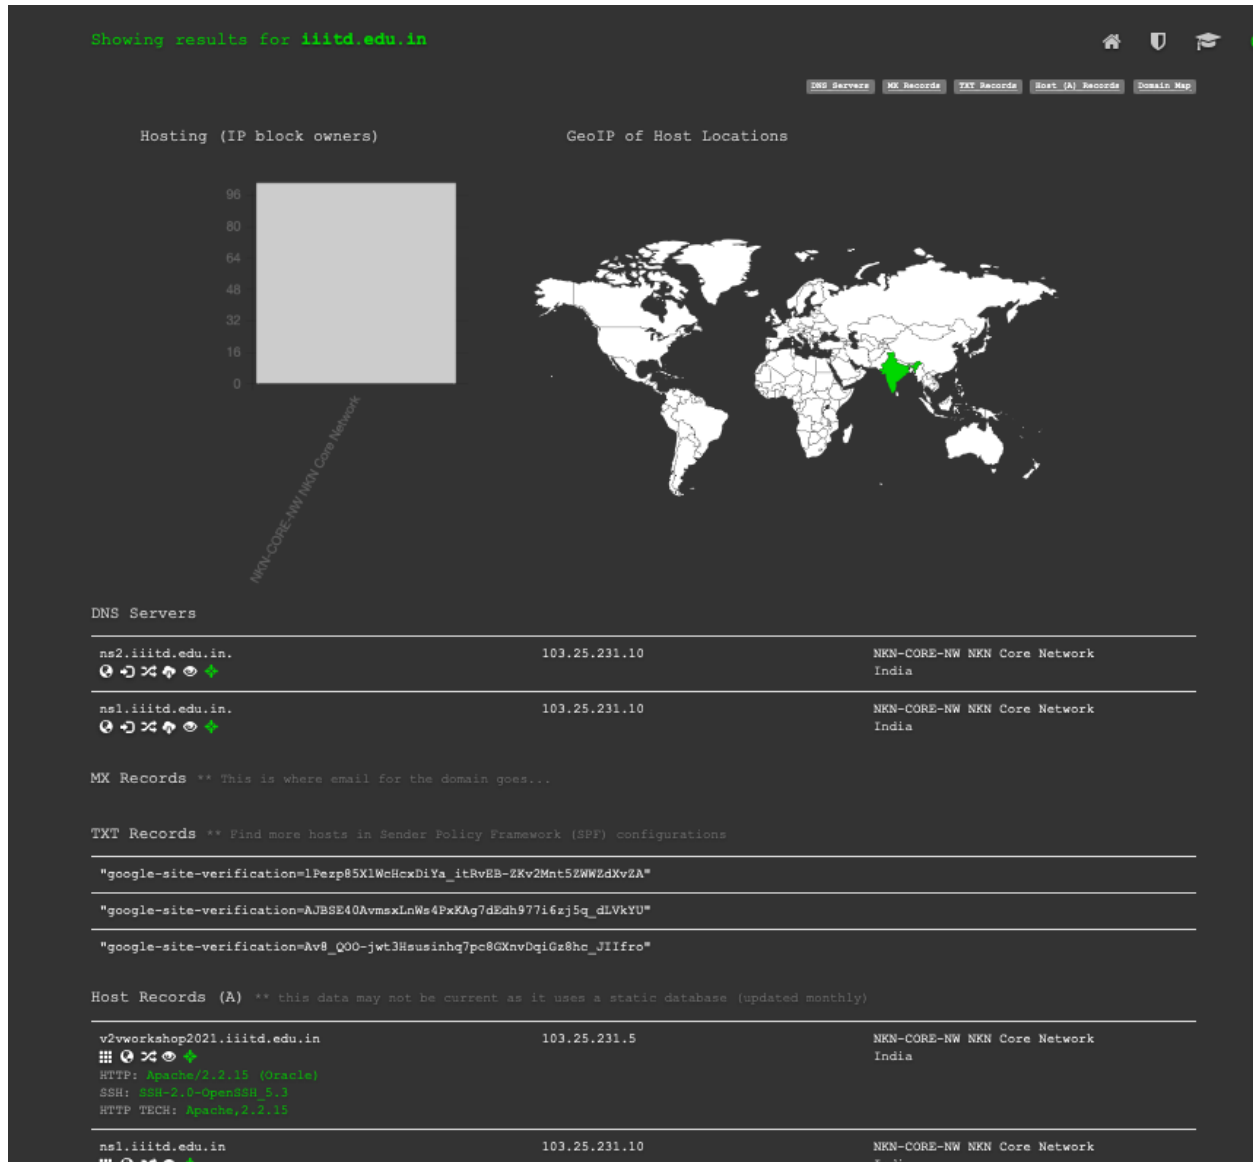 Showing results for iiitd.edu.in
DNS Servers MX Records TXT Records Host (A) Records Domain Map
Hosting (IP block owners)
GeoIP of Host Locations
96
80
64
48
32
16
0
NKN-CORE-NW NKN Core Network
DNS Servers
ns2.iiitd.edu.in. 103.25.231.10 NKN-CORE-NW NKN Core Network
India
ns1.iiitd.edu.in. 103.25.231.10 NKN-CORE-NW NKN Core Network
India
MX Records ** This is where email for the domain goes...
TXT Records ** Find more hosts in Sender Policy Framework (SPF) configurations
"google-site-verification=lPezp85XlWcHcxDiYa_itRvEB-ZKv2Mnt5ZWWZdXvZA"
"google-site-verification=AJBSE40AvmsxLnWs4PxKAg7dEdh977i6zj5q_dLVkYU"
"google-site-verification=Av8_QOO-jwt3Hsusinhq7pc8GXnvDqiGz8hc_JIIfro"
Host Records (A) ** this data may not be current as it uses a static database (updated monthly)
v2vworkshop2021.iiitd.edu.in 103.25.231.5 NKN-CORE-NW NKN Core Network
India
HTTP: Apache/2.2.15 (Oracle)
SSH: SSH-2.0-OpenSSH_5.3
HTTP TECH: Apache,2.2.15
ns1.iiitd.edu.in 103.25.231.10 NKN-CORE-NW NKN Core Network